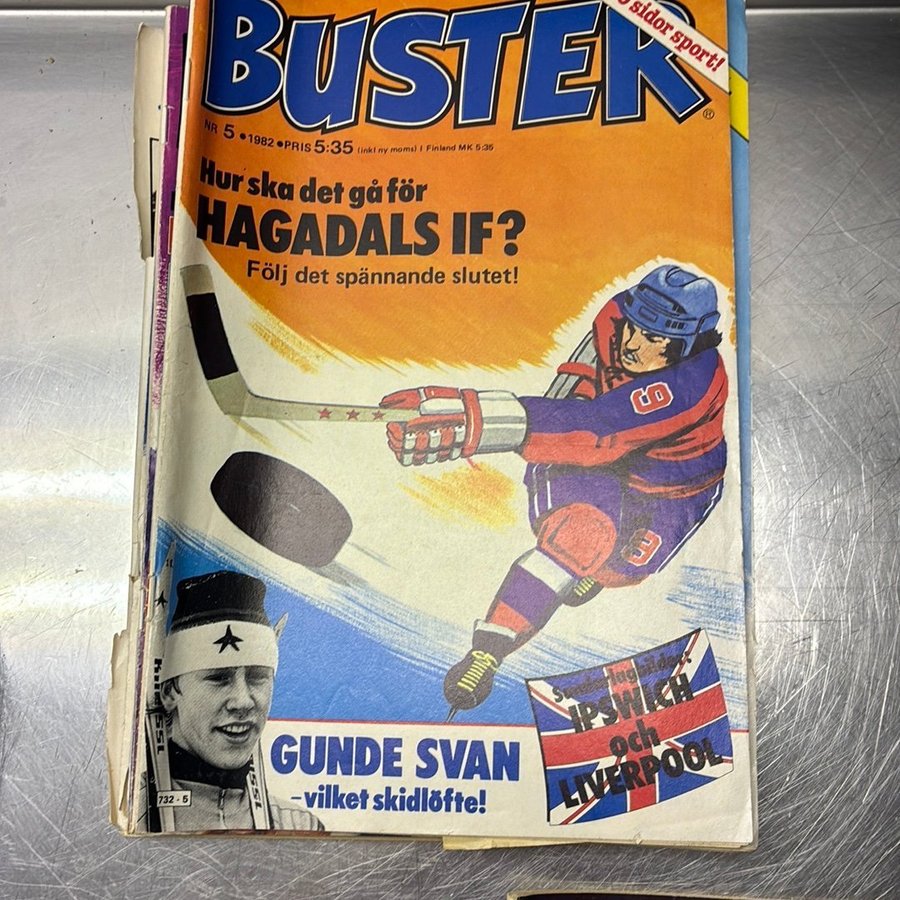 BUSTER
sidor sport!
®
NR 5 • 1982 • PRIS 5:35 (inkl ny moms) I Finland MK 5:35
Hur ska det gå för
HAGADALS IF?
Följ det spännande slutet!
9
GUNDE SVAN
- vilket skidlöfte!
732 - 5
IPSWICH
och
LIVERPOOL